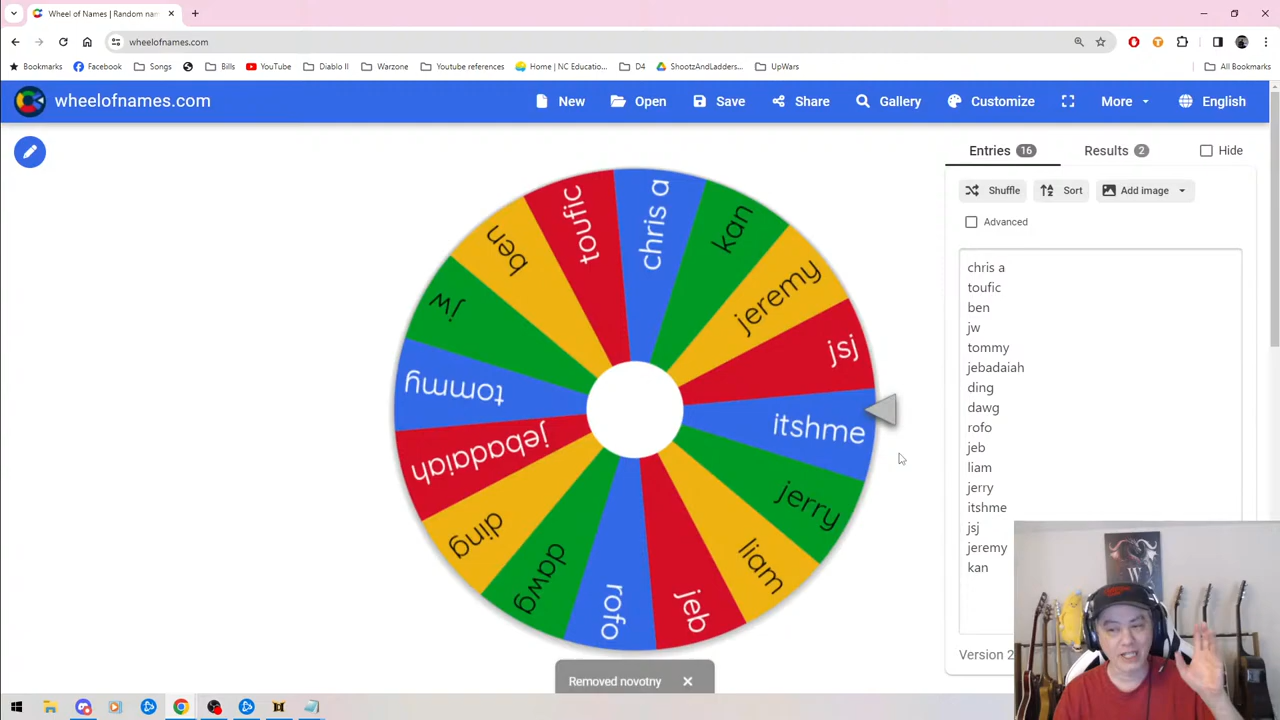 Wheel of Names | Random nam
wheelofnames.com
Bookmarks
Facebook
Songs
Bills
YouTube
Diablo II
Warzone
Youtube references
Home | NC Educatio...
D4
ShootzAndLadders...
UpWars
All Bookmarks
wheelofnames.com
New
Open
Save
Share
Gallery
Customize
More
English
Entries 16
Results 2
Hide
Shuffle
Sort
Add image
Advanced
chris a
toufic
ben
jw
tommy
jebadaiah
ding
dawg
rofo
jeb
liam
jerry
itshme
jsj
jeremy
kan
chris a
kan
jeremy
jsj
itshme
jerry
liam
jeb
rofo
dawg
ding
jebadaiah
tommy
jw
ben
toufic
Removed novotny
Version 2
W